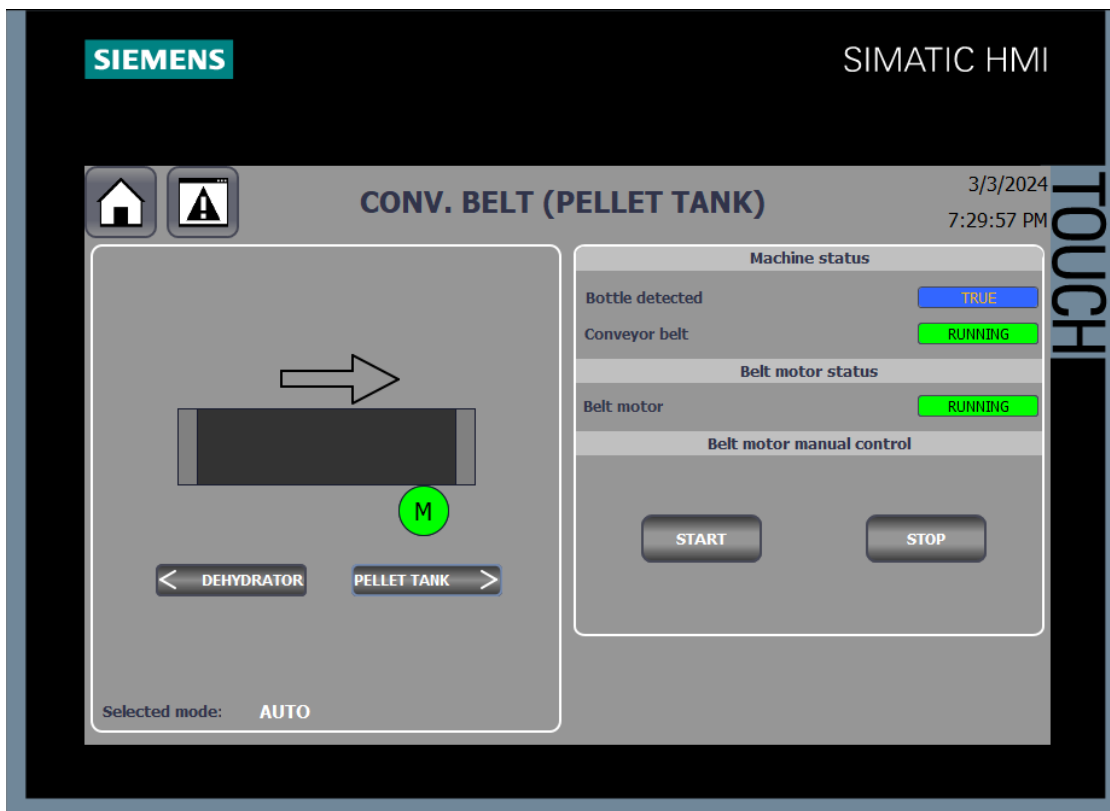 SIEMENS
SIMATIC HMI
TOUCH
CONV. BELT (PELLET TANK)
3/3/2024
7:29:57 PM
Machine status
Bottle detected TRUE
Conveyor belt RUNNING
Belt motor status
Belt motor RUNNING
Belt motor manual control
START STOP
M
< DEHYDRATOR PELLET TANK >
Selected mode: AUTO